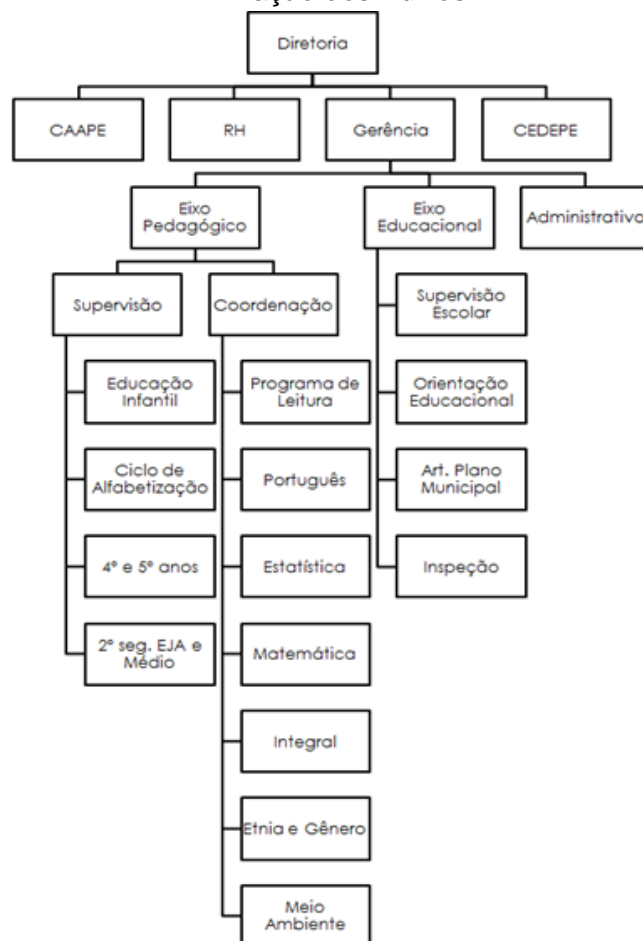 Diretoria
CAAPE
RH
Gerência
CEDEPE
Eixo
Pedagógico
Eixo
Educacional
Administrativo
Supervisão
Coordenação
Supervisão
Escolar
Educação
Infantil
Programa de
Leitura
Orientação
Educacional
Ciclo de
Alfabetização
Português
Art. Plano
Municipal
4º e 5º anos
Estatística
Inspeção
2º seg. EJA e
Médio
Matemática
Integral
Etnia e Gênero
Meio
Ambiente